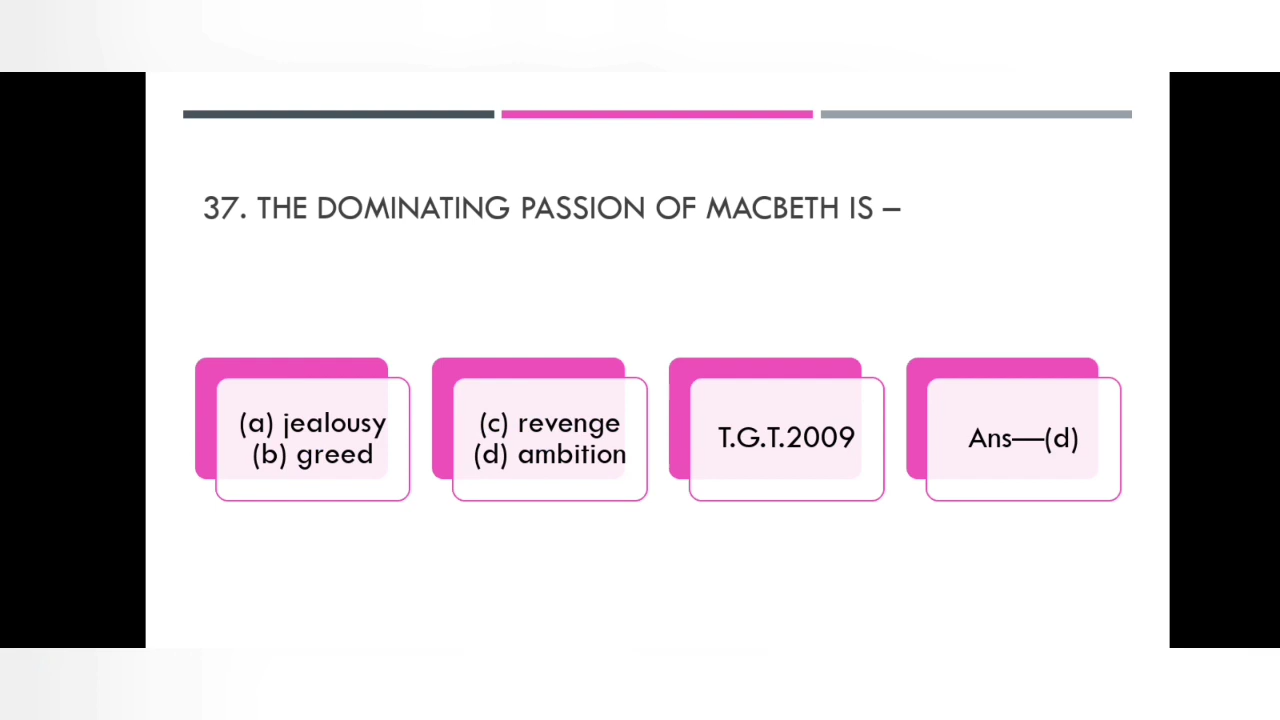 37. THE DOMINATING PASSION OF MACBETH IS –
(a) jealousy
(b) greed
(c) revenge
(d) ambition
T.G.T.2009
Ans—(d)